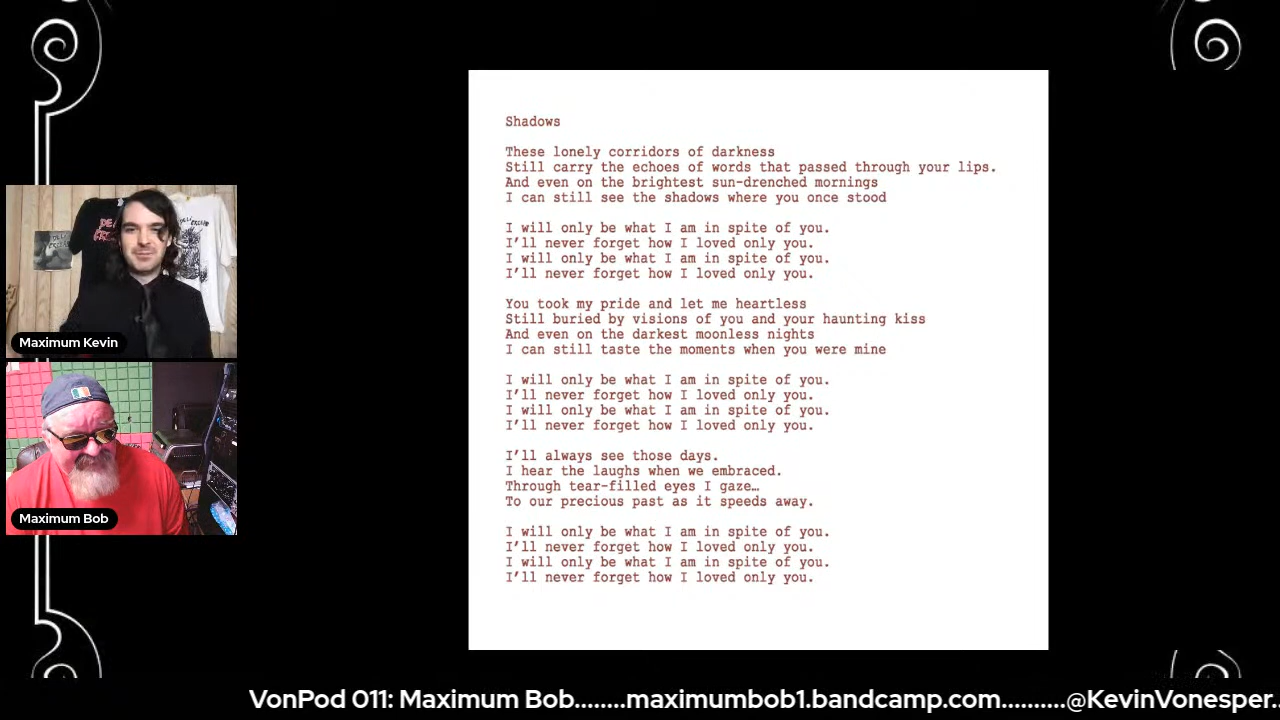 Shadows
These lonely corridors of darkness
Still carry the echoes of words that passed through your lips.
And even on the brightest sun-drenched mornings
I can still see the shadows where you once stood
I will only be what I am in spite of you.
I'll never forget how I loved only you.
I will only be what I am in spite of you.
I'll never forget how I loved only you.
You took my pride and let me heartless
Still buried by visions of you and your haunting kiss
And even on the darkest moonless nights
I can still taste the moments when you were mine
I will only be what I am in spite of you.
I'll never forget how I loved only you.
I will only be what I am in spite of you.
I'll never forget how I loved only you.
I'll always see those days.
I hear the laughs when we embraced.
Through tear-filled eyes I gaze…
To our precious past as it speeds away.
I will only be what I am in spite of you.
I'll never forget how I loved only you.
I will only be what I am in spite of you.
I'll never forget how I loved only you.
Maximum Kevin
Maximum Bob
VonPod 011: Maximum Bob........maximumbob1.bandcamp.com..........@KevinVonesper..